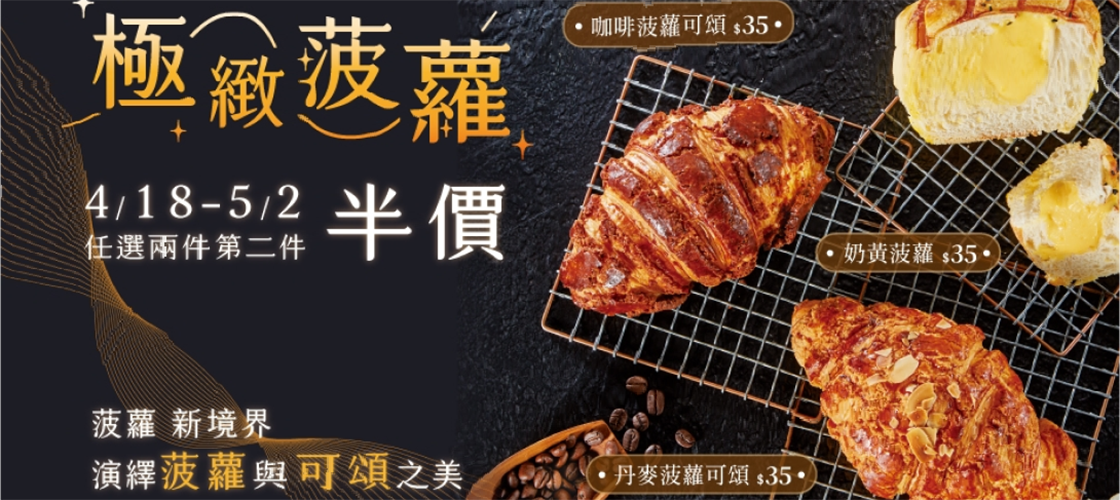 極緻菠蘿
4/18-5/2
任選兩件第二件
半價
菠蘿 新境界
演繹菠蘿與可頌之美
咖啡菠蘿可頌 $35
奶黃菠蘿 $35
丹麥菠蘿可頌 $35